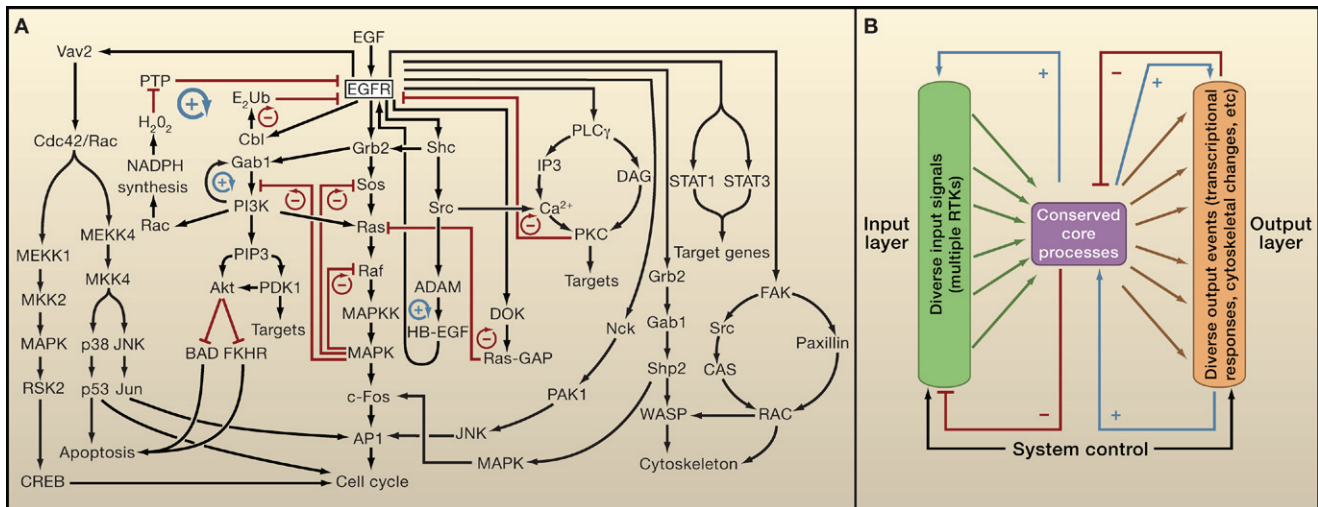 A
EGF
Vav2
PTP
EGFR
E2Ub
H202
Cbl
PLCγ
Cdc42/Rac
Gab1
Grb2
Shc
IP3
DAG
STAT1
STAT3
NADPH
synthesis
Sos
PI3K
Src
Ca2+
Rac
Ras
PKC
Target genes
MEKK4
MEKK1
PIP3
Raf
Targets
Grb2
MKK4
Akt
PDK1
ADAM
FAK
MKK2
MAPKK
HB-EGF
DOK
Gab1
Src
Nck
Targets
Paxillin
MAPK
p38
JNK
BAD
FKHR
MAPK
Ras-GAP
Shp2
CAS
RSK2
p53
Jun
PAK1
c-Fos
WASP
RAC
AP1
JNK
Apoptosis
MAPK
Cytoskeleton
CREB
Cell cycle
+
−
+
−
−
−
−
+
−
B
+
−
+
Input
layer
Diverse input signals
(multiple RTKs)
Conserved
core
processes
Diverse output events (transcriptional
responses, cytoskeletal changes, etc)
Output
layer
−
+
System control